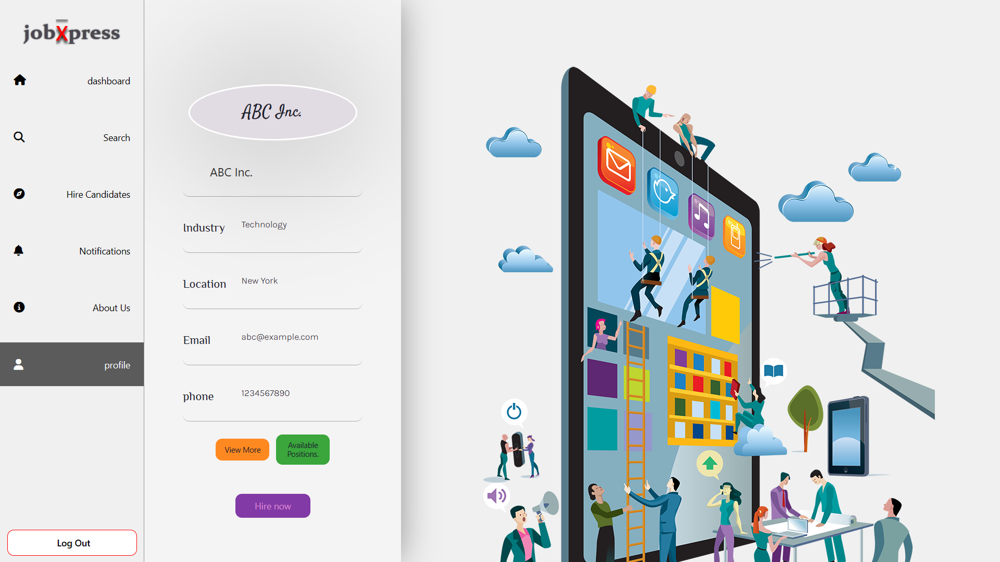 jobXpress
dashboard
Search
Hire Candidates
Notifications
About Us
profile
Log Out
ABC Inc.
ABC Inc.
Industry Technology
Location New York
Email abc@example.com
phone 1234567890
View More
Available
Positions.
Hire now